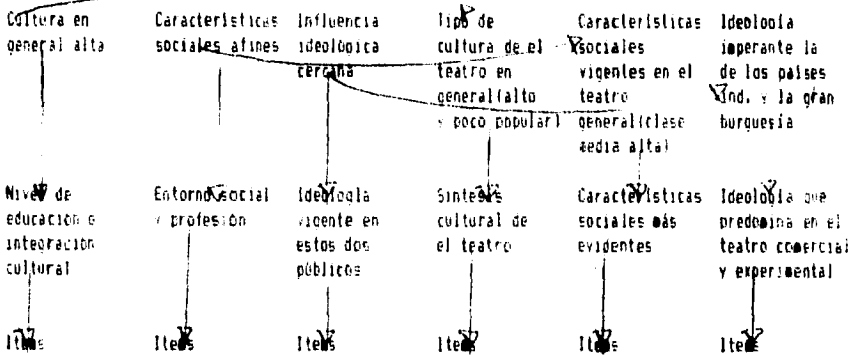 Cultura en
general alta
Características
sociales afines
Influencia
ideológica
cercana
Tipo de
cultura de el
teatro en
general(alto
y poco popular)
Características
sociales
vigentes en el
teatro
general(clase
media alta)
Ideología
imperante la
de los países
Ind. y la gran
burguesía
Nivel de
educación e
integración
cultural
Entorno social
y profesión
Ideología
vigente en
estos dos
públicos
Síntesis
cultural de
el teatro
Características
sociales más
evidentes
Ideología que
predomina en el
teatro comercial
y experimental
Items
Items
Items
Items
Items
Items